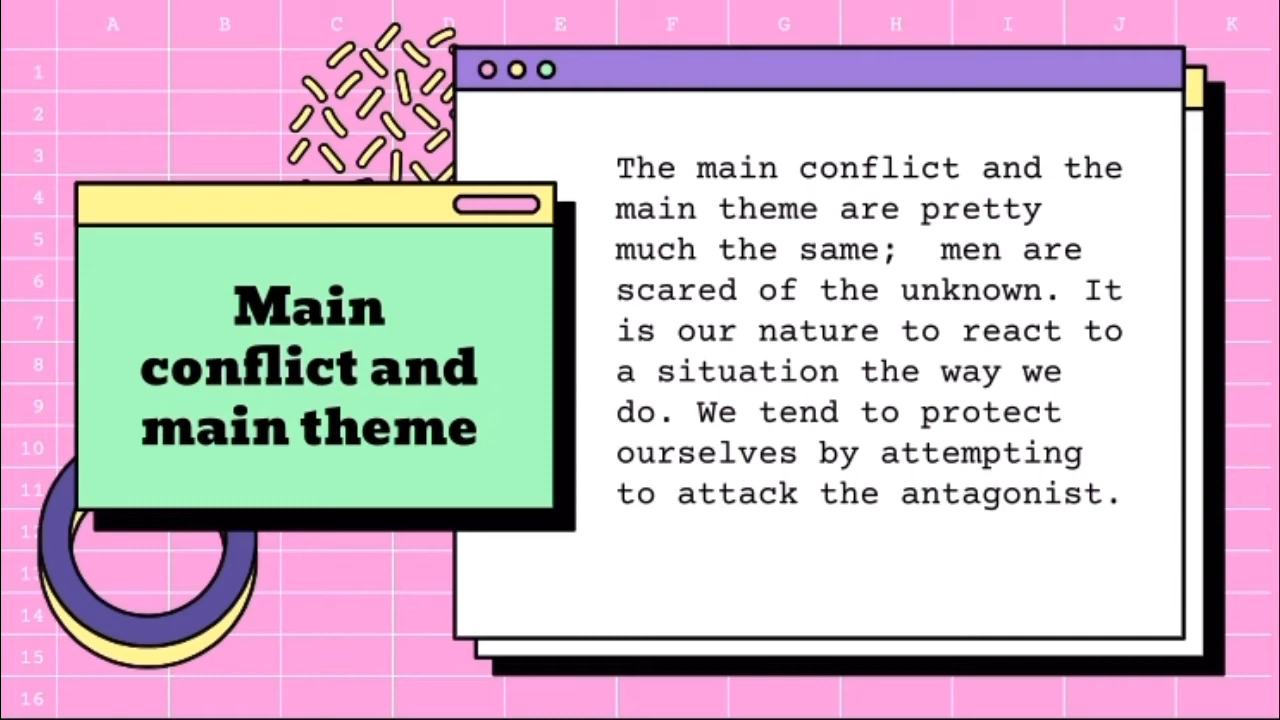 A B C D E F G H I J K
1
2
3
4
5
6
7
8
9
10
11
12
13
14
15
16
Main
conflict and
main theme
The main conflict and the
main theme are pretty
much the same;  men are
scared of the unknown. It
is our nature to react to
a situation the way we
do. We tend to protect
ourselves by attempting
to attack the antagonist.